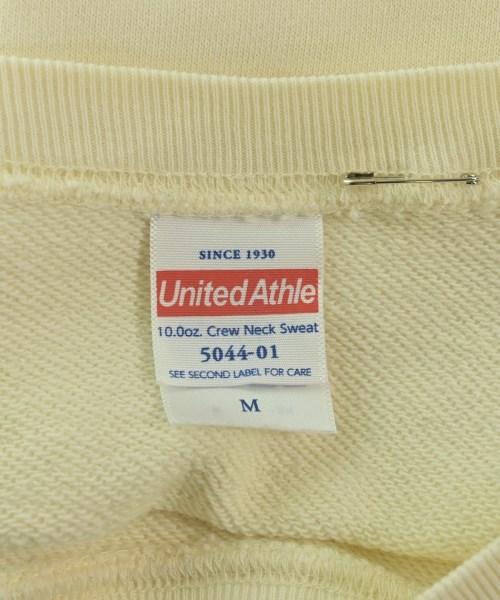 SINCE 1930
United Athle
10.0oz. Crew Neck Sweat
5044-01
SEE SECOND LABEL FOR CARE
M